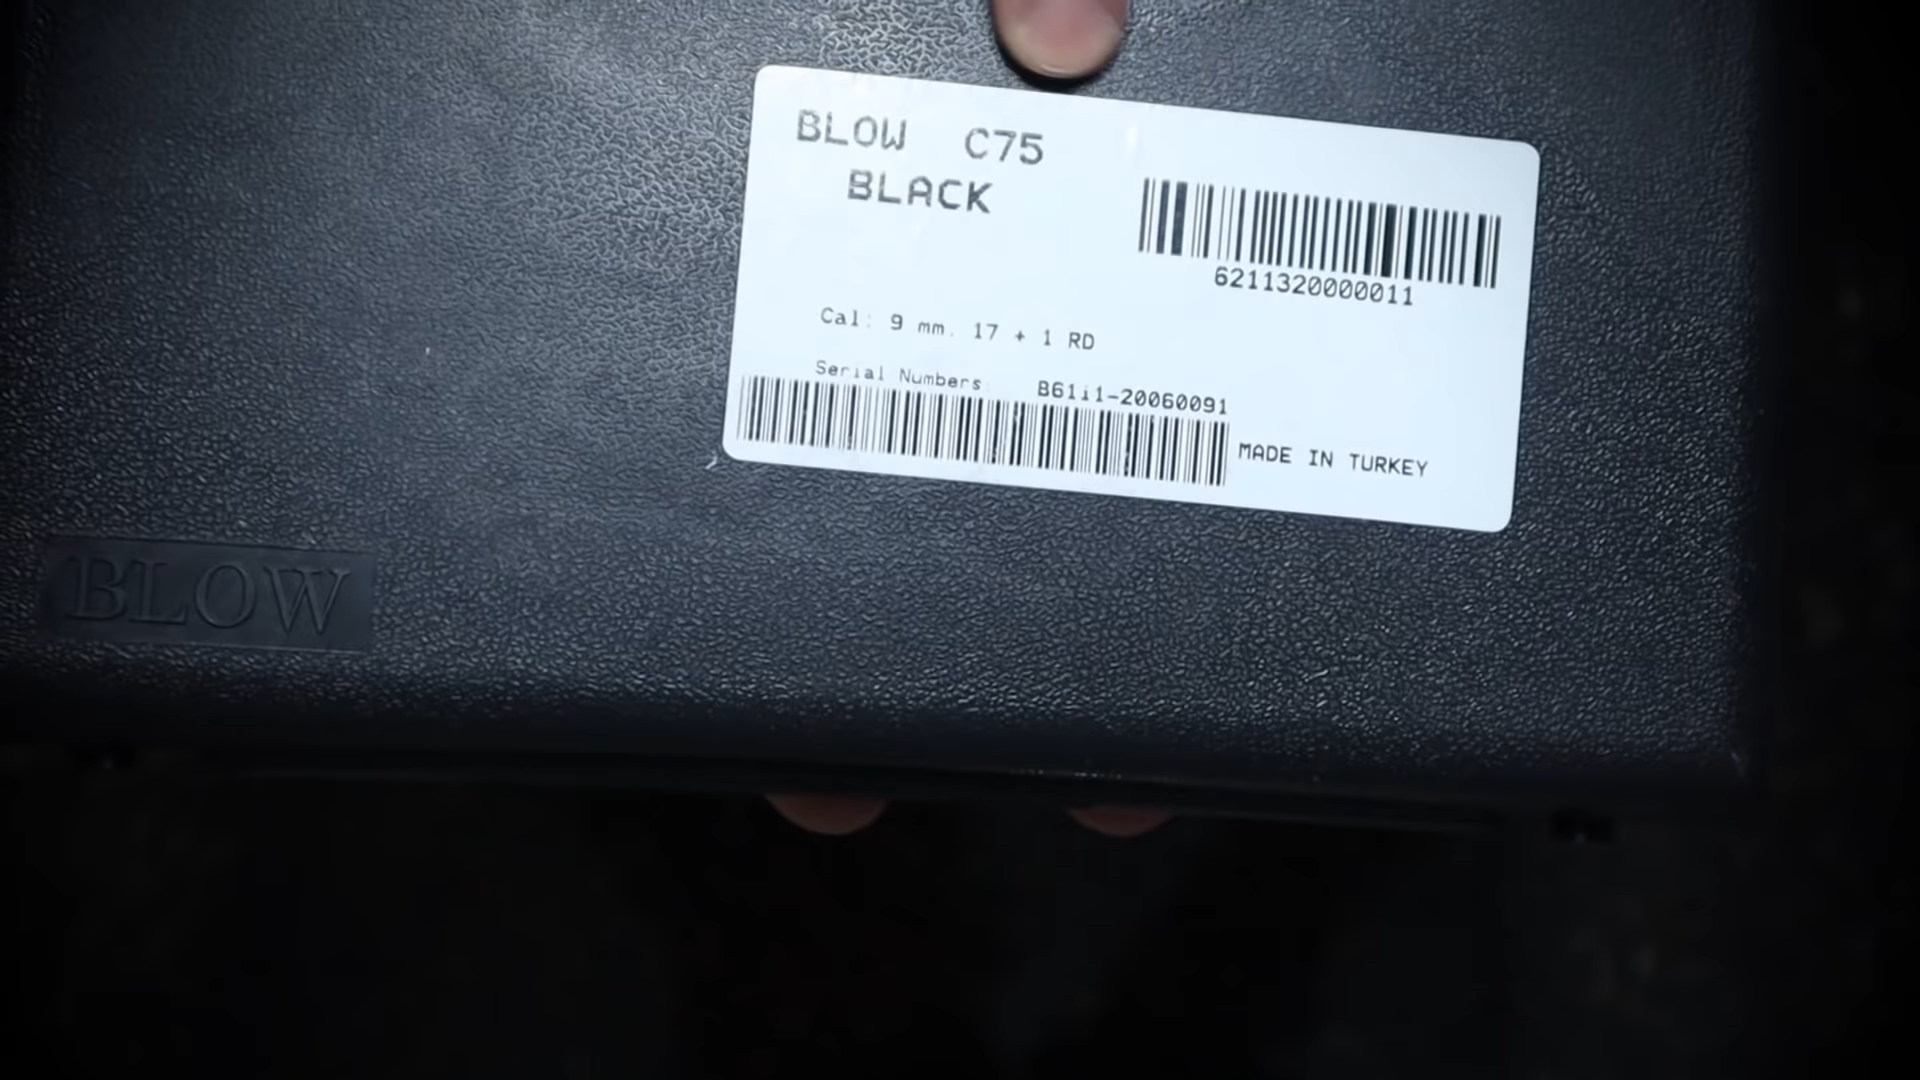 BLOW C75
BLACK
6211320000011
Cal: 9 mm. 17 + 1 RD
Serial Numbers: B61i1-20060091
MADE IN TURKEY
BLOW